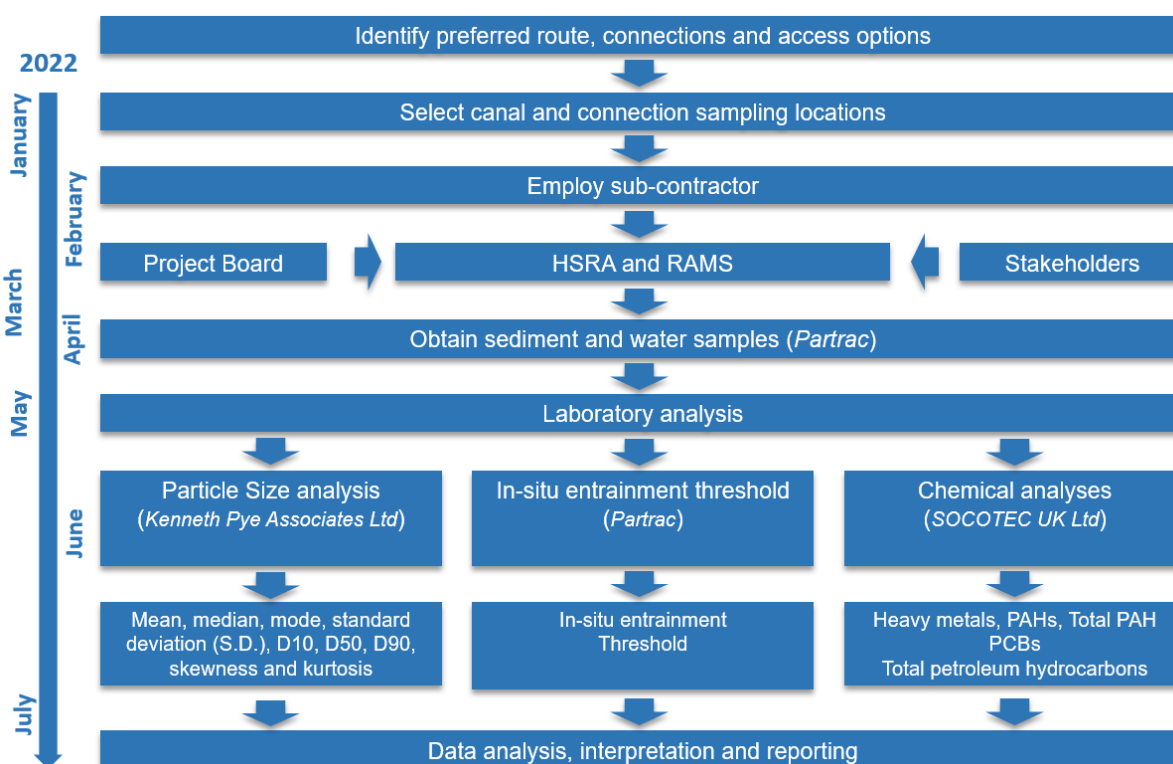 Identify preferred route, connections and access options
2022
January
Select canal and connection sampling locations
February
Employ sub-contractor
Project Board
HSRA and RAMS
Stakeholders
March
April
Obtain sediment and water samples (Partrac)
May
Laboratory analysis
June
Particle Size analysis
(Kenneth Pye Associates Ltd)
In-situ entrainment threshold
(Partrac)
Chemical analyses
(SOCOTEC UK Ltd)
Mean, median, mode, standard
deviation (S.D.), D10, D50, D90,
skewness and kurtosis
In-situ entrainment
Threshold
Heavy metals, PAHs, Total PAH
PCBs
Total petroleum hydrocarbons
July
Data analysis, interpretation and reporting